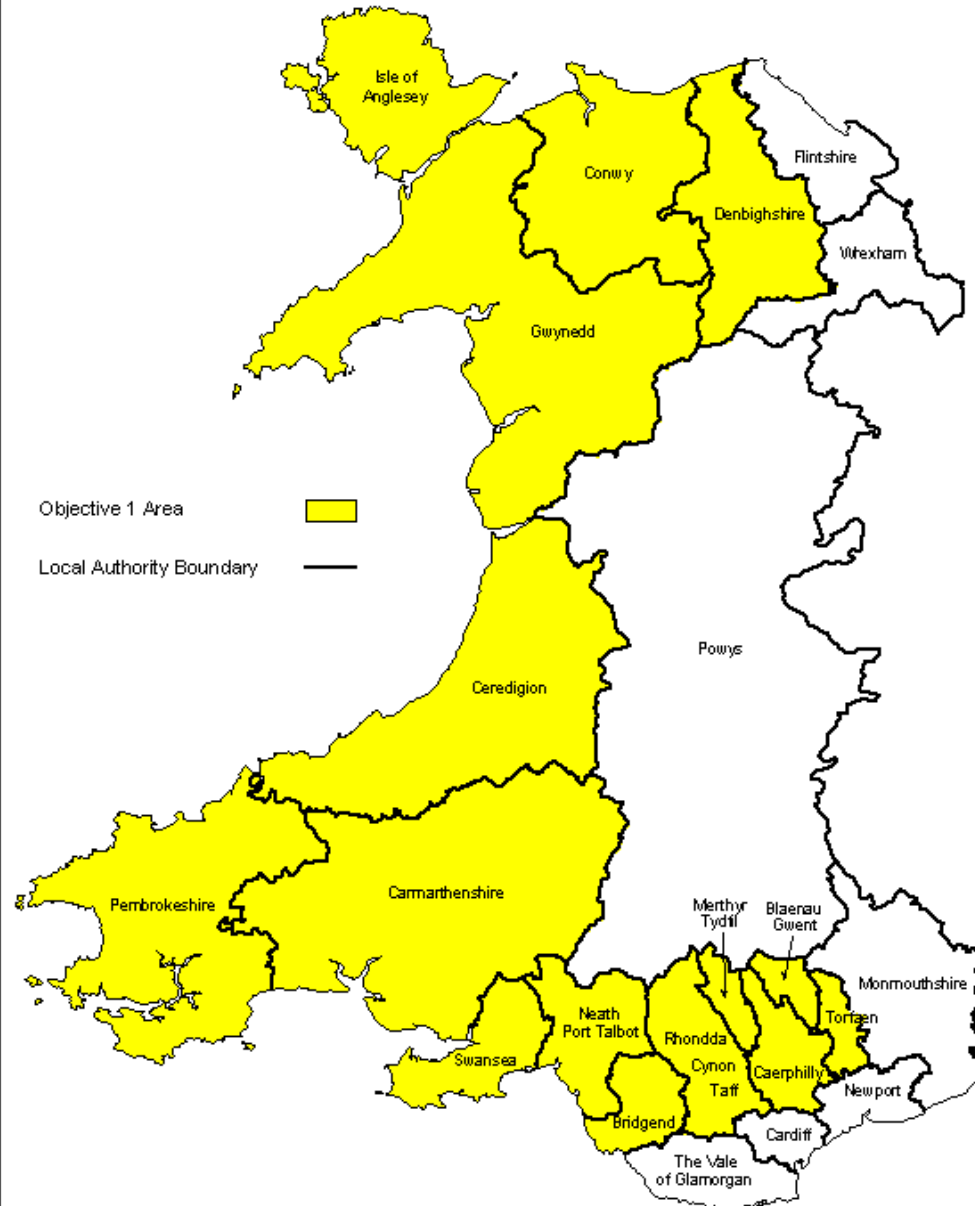 Isle of
Anglesey
Conwy
Flintshire
Denbighshire
Wrexham
Gwynedd
Objective 1 Area
Local Authority Boundary
Powys
Ceredigion
Carmarthenshire
Pembrokeshire
Merthyr
Tydfil
Blaenau
Gwent
Monmouthshire
Neath
Port Talbot
Torfaen
Rhondda
Cynon
Taff
Swansea
Caerphilly
Newport
Bridgend
Cardiff
The Vale
of Glamorgan